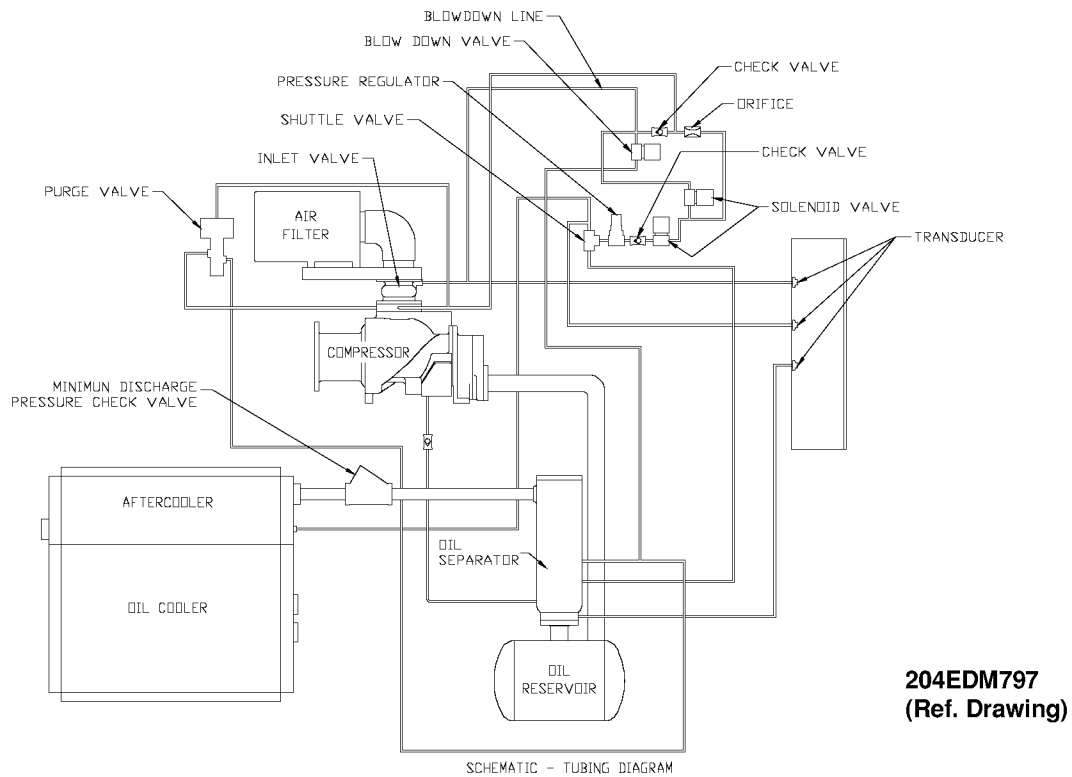 BLOWDOWN LINE
BLOW DOWN VALVE
CHECK VALVE
PRESSURE REGULATOR
ORIFICE
SHUTTLE VALVE
CHECK VALVE
INLET VALVE
PURGE VALVE
AIR
FILTER
SOLENOID VALVE
TRANSDUCER
COMPRESSOR
MINIMUN DISCHARGE
PRESSURE CHECK VALVE
AFTERCOOLER
OIL
SEPARATOR
OIL COOLER
OIL
RESERVOIR
204EDM797
(Ref. Drawing)
SCHEMATIC - TUBING DIAGRAM